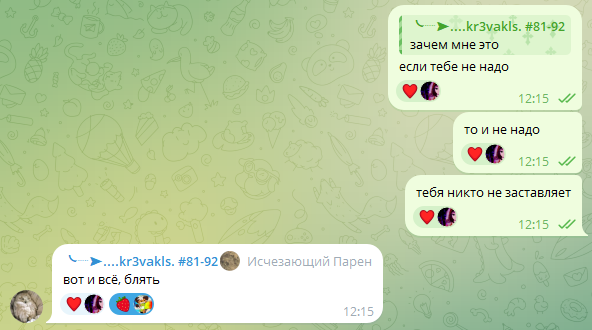 ╰┈➤....kr3vakls. #81-92
зачем мне это
если тебе не надо
12:15
то и не надо
12:15
тебя никто не заставляет
12:15
╰┈➤....kr3vakls. #81-92 Исчезающий Парен
вот и всё, блять
12:15